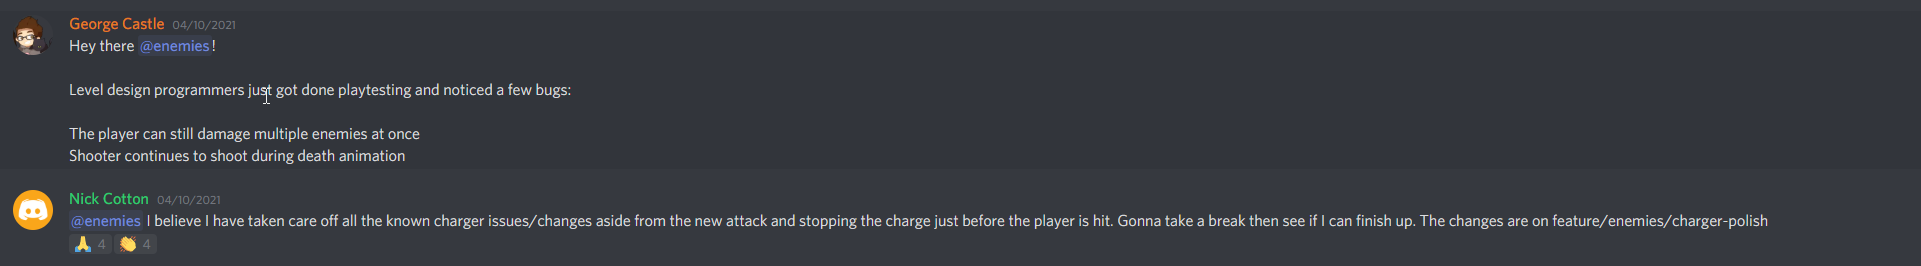 George Castle 04/10/2021
Hey there @enemies!
Level design programmers just got done playtesting and noticed a few bugs:
The player can still damage multiple enemies at once
Shooter continues to shoot during death animation
Nick Cotton 04/10/2021
@enemies I believe I have taken care off all the known charger issues/changes aside from the new attack and stopping the charge just before the player is hit. Gonna take a break then see if I can finish up. The changes are on feature/enemies/charger-polish
🙏 4 👏 4